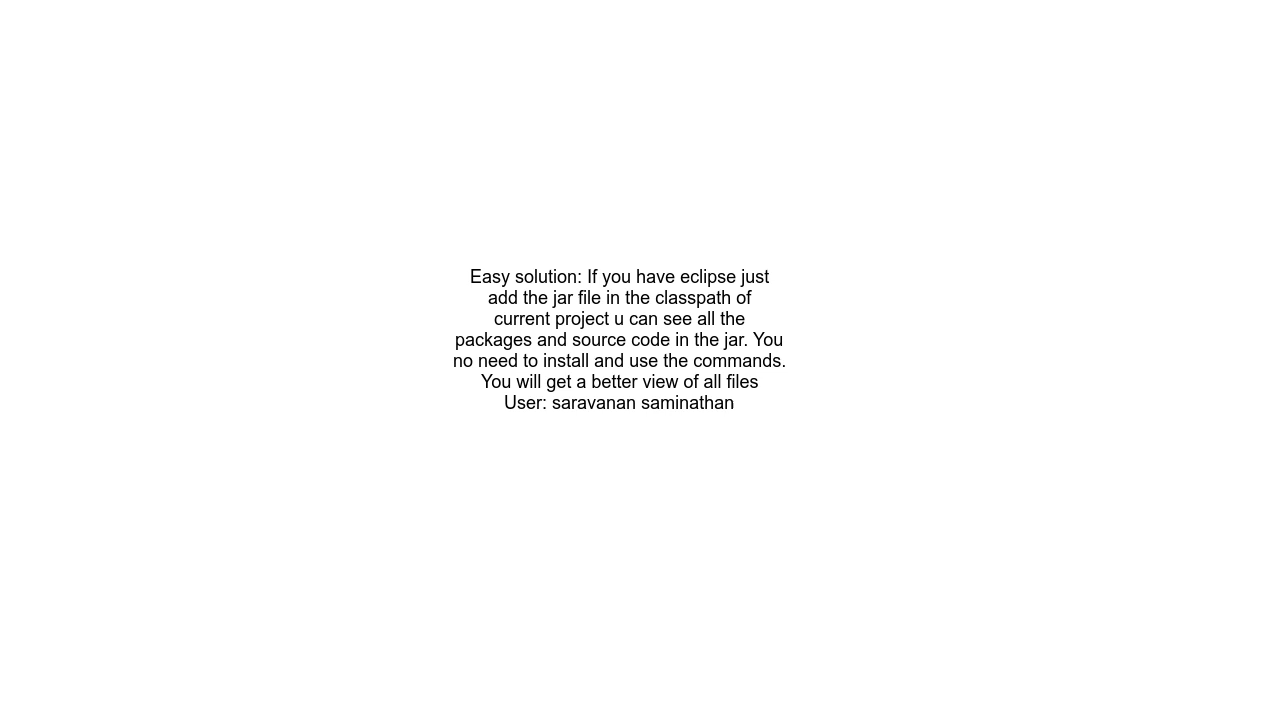 Easy solution: If you have eclipse just
add the jar file in the classpath of
current project u can see all the
packages and source code in the jar. You
no need to install and use the commands.
You will get a better view of all files
User: saravanan saminathan